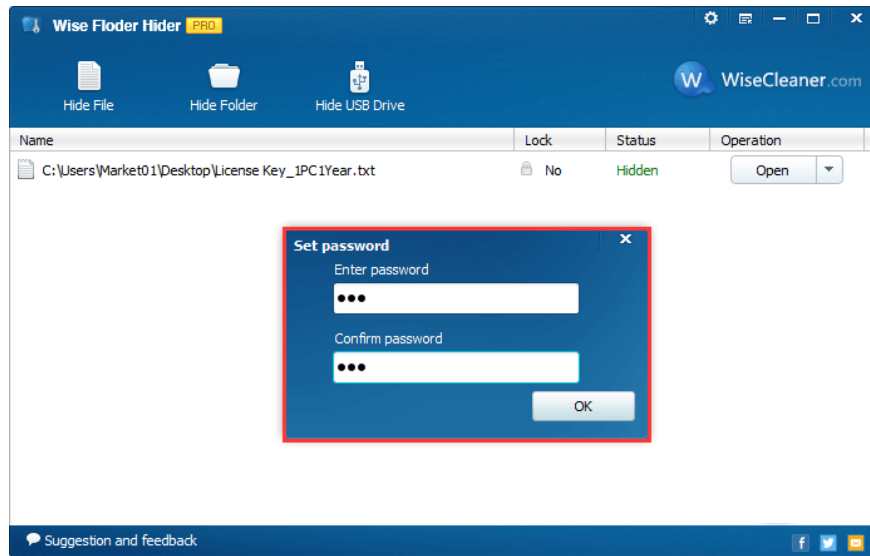 Wise Floder Hider PRO
Hide File Hide Folder Hide USB Drive
W WiseCleaner.com
Name Lock Status Operation
C:\Users\Market01\Desktop\License Key_1PC1Year.txt No Hidden Open
Set password
Enter password
●●●
Confirm password
●●●
OK
Suggestion and feedback